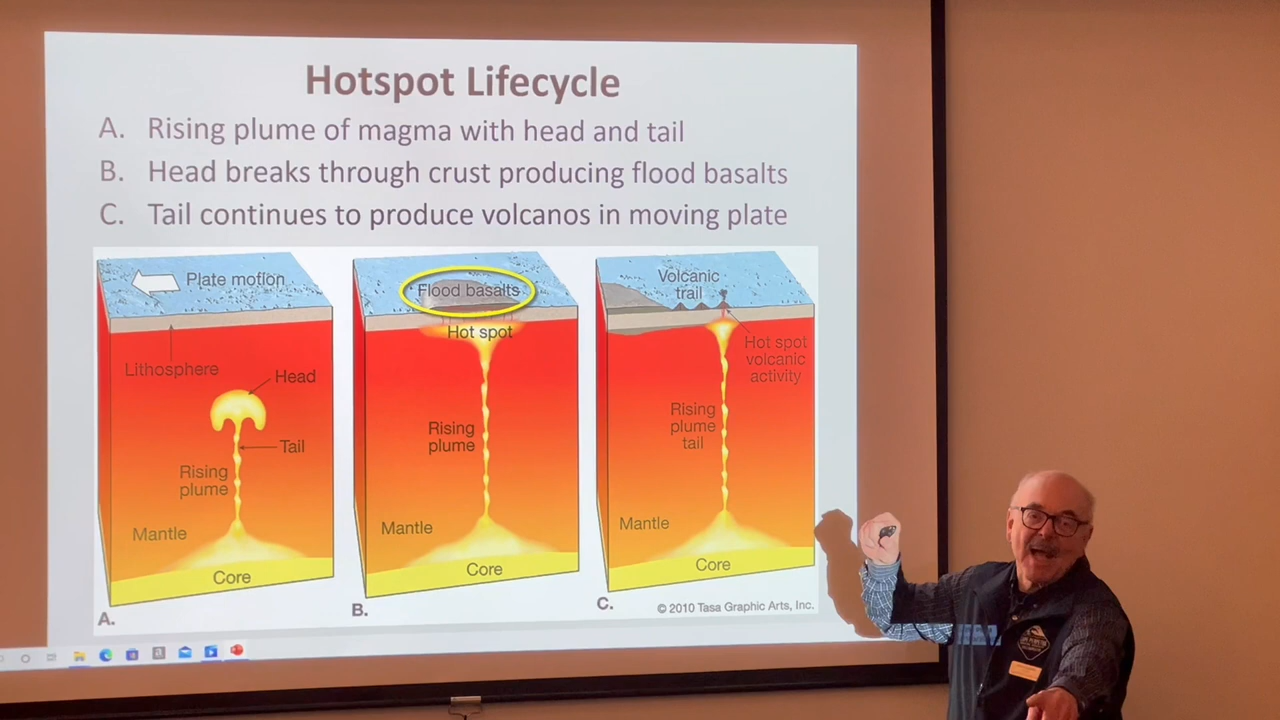 Hotspot Lifecycle
A. Rising plume of magma with head and tail
B. Head breaks through crust producing flood basalts
C. Tail continues to produce volcanos in moving plate
Plate motion
Lithosphere
Head
Tail
Rising
plume
Mantle
Core
A.
Flood basalts
Hot spot
Rising
plume
Mantle
Core
B.
Volcanic
trail
Hot spot
volcanic
activity
Rising
plume
tail
Mantle
Core
C.
© 2010 Tasa Graphic Arts, Inc.